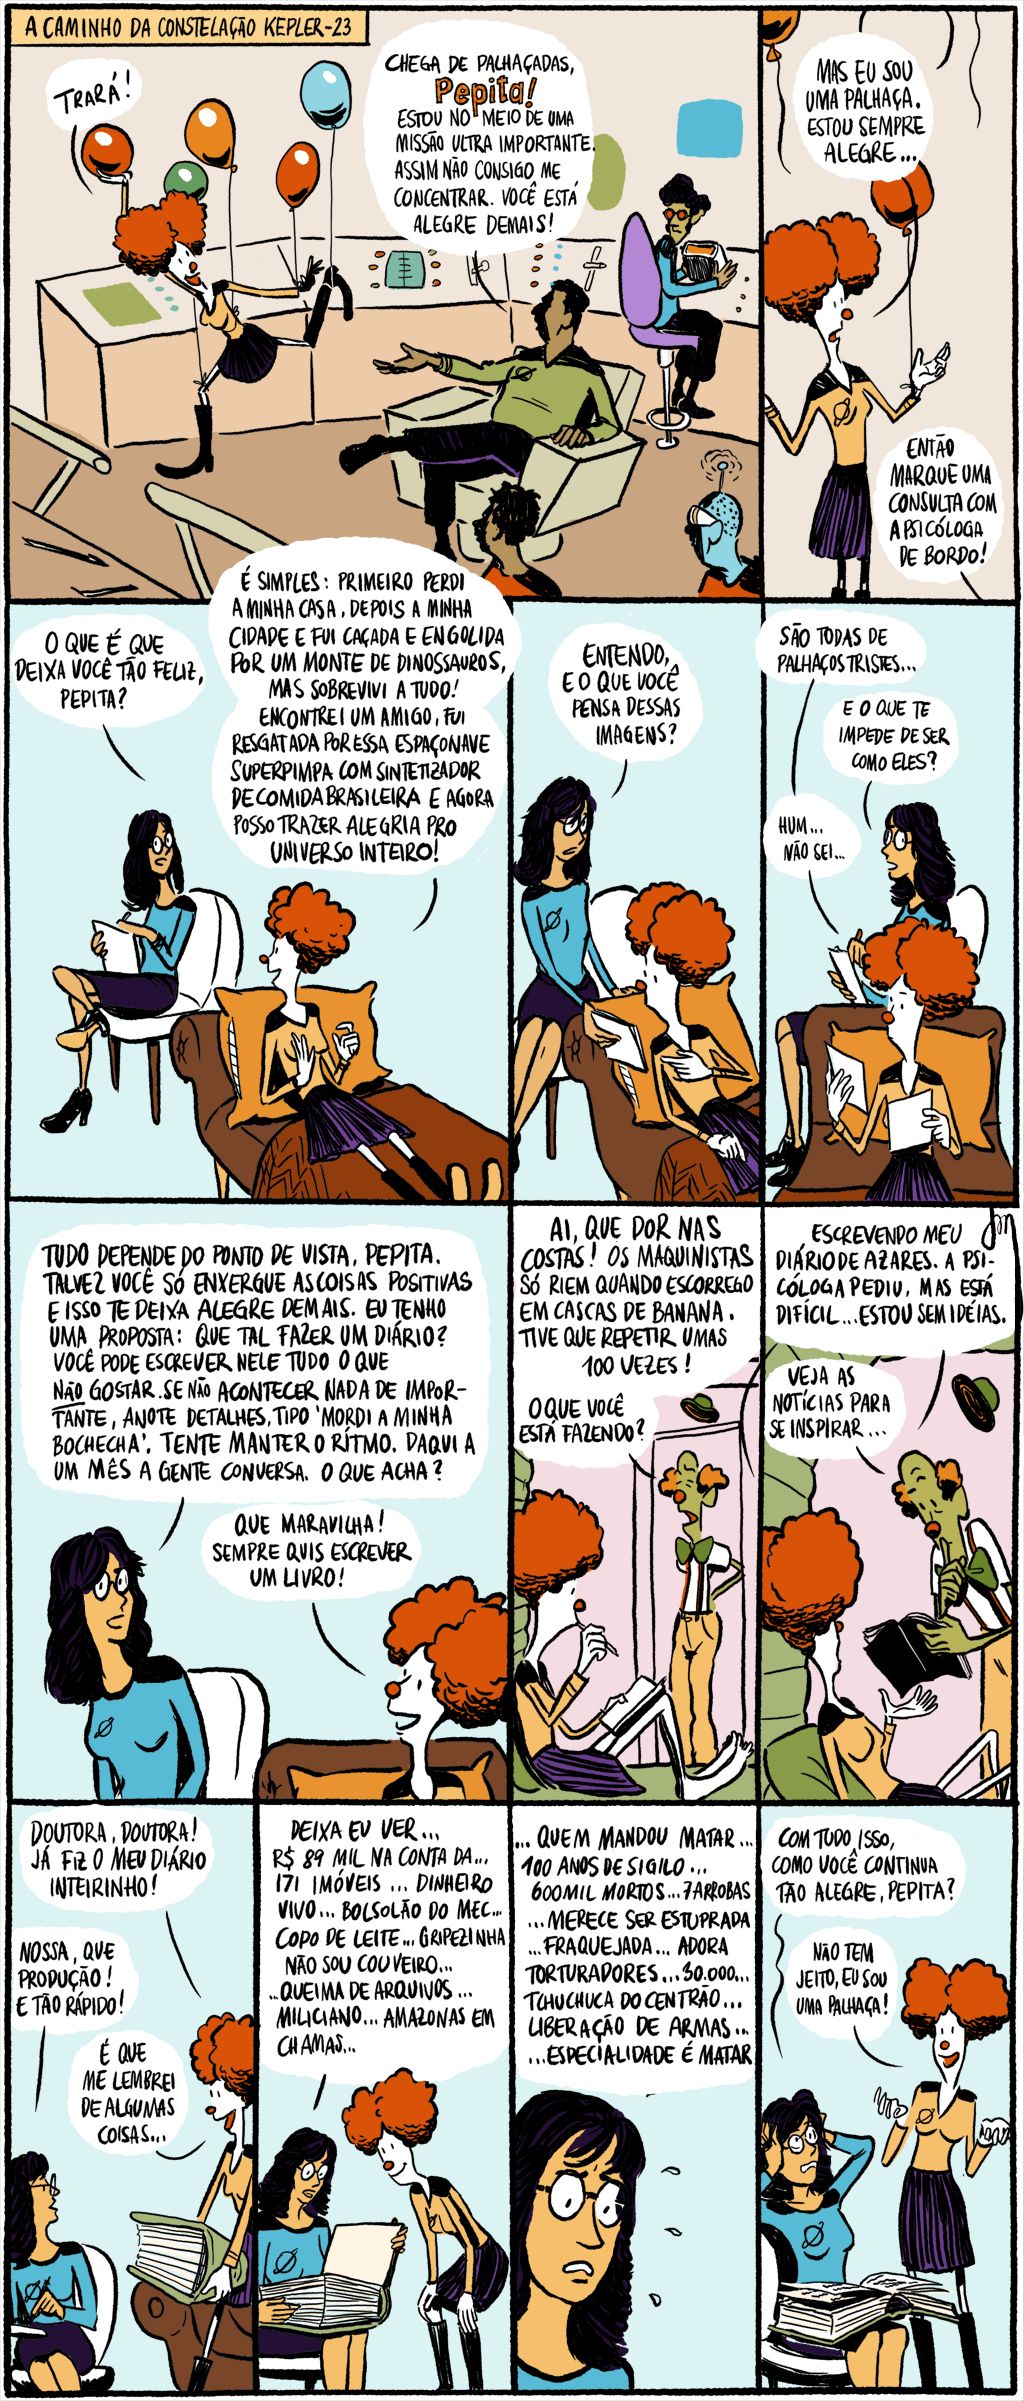 A CAMINHO DA CONSTELAÇÃO KEPLER-23
TRARÁ!
CHEGA DE PALHAÇADAS,
Pepita!
ESTOU NO MEIO DE UMA
MISSÃO ULTRA IMPORTANTE.
ASSIM NÃO CONSIGO ME
CONCENTRAR. VOCÊ ESTÁ
ALEGRE DEMAIS!
MAS EU SOU
UMA PALHAÇA.
ESTOU SEMPRE
ALEGRE...
ENTÃO
MARQUE UMA
CONSULTA COM
A PSICÓLOGA
DE BORDO!
O QUE É QUE
DEIXA VOCÊ TÃO FELIZ,
PEPITA?
É SIMPLES: PRIMEIRO PERDI
A MINHA CASA, DEPOIS A MINHA
CIDADE E FUI CAÇADA E ENGOLIDA
POR UM MONTE DE DINOSSAUROS,
MAS SOBREVIVI A TUDO!
ENCONTREI UM AMIGO, FUI
RESGATADA POR ESSA ESPAÇONAVE
SUPERPIMPA COM SINTETIZADOR
DE COMIDA BRASILEIRA E AGORA
POSSO TRAZER ALEGRIA PRO
UNIVERSO INTEIRO!
ENTENDO,
E O QUE VOCÊ
PENSA DESSAS
IMAGENS?
SÃO TODAS DE
PALHAÇOS TRISTES...
E O QUE TE
IMPEDE DE SER
COMO ELES?
HUM...
NÃO SEI...
TUDO DEPENDE DO PONTO DE VISTA, PEPITA.
TALVEZ VOCÊ SÓ ENXERGUE AS COISAS POSITIVAS
E ISSO TE DEIXA ALEGRE DEMAIS. EU TENHO
UMA PROPOSTA: QUE TAL FAZER UM DIÁRIO?
VOCÊ PODE ESCREVER NELE TUDO O QUE
NÃO GOSTAR. SE NÃO ACONTECER NADA DE IMPOR-
TANTE, ANOTE DETALHES, TIPO 'MORDI A MINHA
BOCHECHA'. TENTE MANTER O RÍTMO. DAQUI A
UM MÊS A GENTE CONVERSA. O QUE ACHA?
QUE MARAVILHA!
SEMPRE QUIS ESCREVER
UM LIVRO!
AI, QUE DOR NAS
COSTAS! OS MAQUINISTAS
SÓ RIEM QUANDO ESCORREGO
EM CASCAS DE BANANA.
TIVE QUE REPETIR UMAS
100 VEZES!
O QUE VOCÊ
ESTÁ FAZENDO?
ESCREVENDO MEU
DIÁRIO DE AZARES. A PSI-
CÓLOGA PEDIU, MAS ESTÁ
DIFÍCIL... ESTOU SEM IDÉIAS.
VEJA AS
NOTÍCIAS PARA
SE INSPIRAR...
DOUTORA, DOUTORA!
JÁ FIZ O MEU DIÁRIO
INTEIRINHO!
NOSSA, QUE
PRODUÇÃO!
E TÃO RÁPIDO!
É QUE
ME LEMBREI
DE ALGUMAS
COISAS...
DEIXA EU VER...
R$ 89 MIL NA CONTA DA...
171 IMÓVEIS ... DINHEIRO
VIVO... BOLSOLÃO DO MEC...
COPO DE LEITE... GRIPEZINHA
NÃO SOU COUVEIRO...
..QUEIMA DE ARQUIVOS ...
MILICIANO... AMAZONAS EM
CHAMAS...
... QUEM MANDOU MATAR...
100 ANOS DE SIGILO...
600 MIL MORTOS...7 ARROBAS
...MERECE SER ESTUPRADA
...FRAQUEJADA... ADORA
TORTURADORES...30.000...
TCHUCHUCA DO CENTRÃO...
LIBERAÇÃO DE ARMAS...
...ESPECIALIDADE É MATAR
COM TUDO ISSO,
COMO VOCÊ CONTINUA
TÃO ALEGRE, PEPITA?
NÃO TEM
JEITO, EU SOU
UMA PALHAÇA!